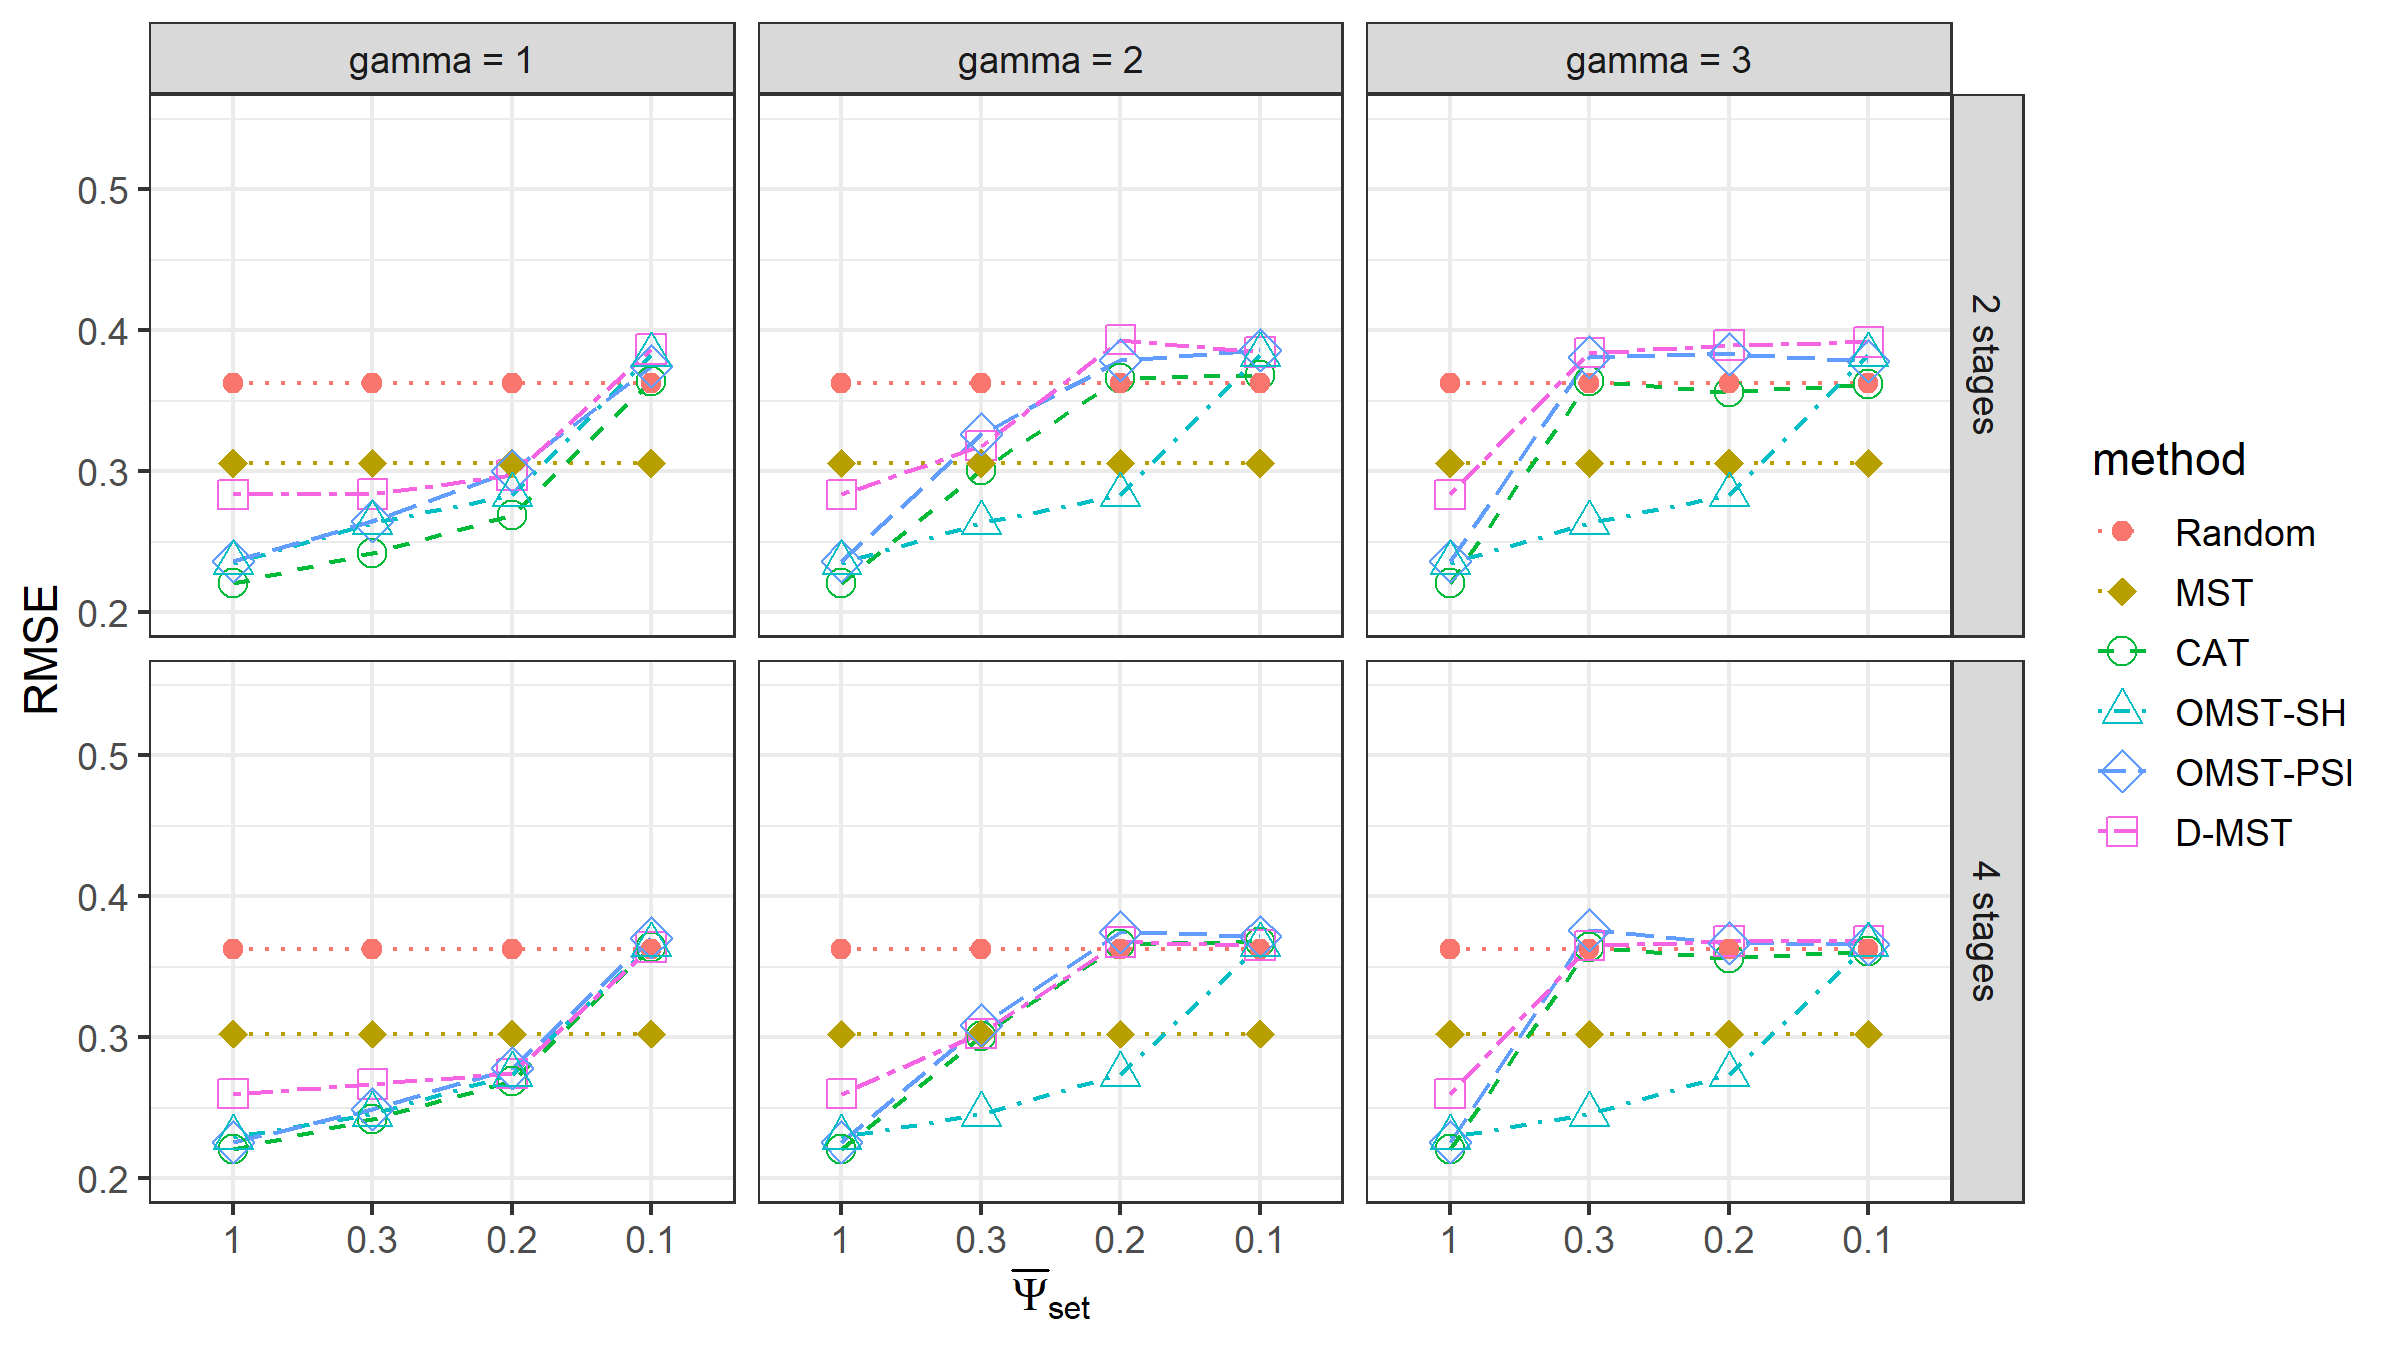 gamma = 1
gamma = 2
gamma = 3
2 stages
4 stages
RMSE
0.5
0.4
0.3
0.2
0.5
0.4
0.3
0.2
1 0.3 0.2 0.1
1 0.3 0.2 0.1
1 0.3 0.2 0.1
Ψ̅set
method
Random
MST
CAT
OMST-SH
OMST-PSI
D-MST